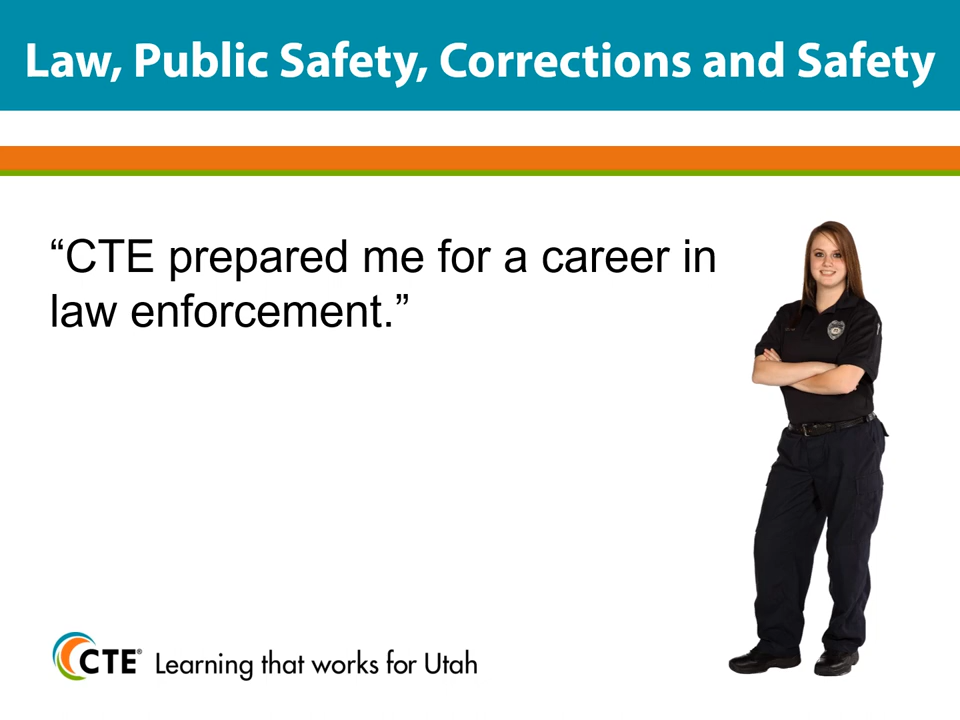 Law, Public Safety, Corrections and Safety
“CTE prepared me for a career in
law enforcement.”
CTE® Learning that works for Utah